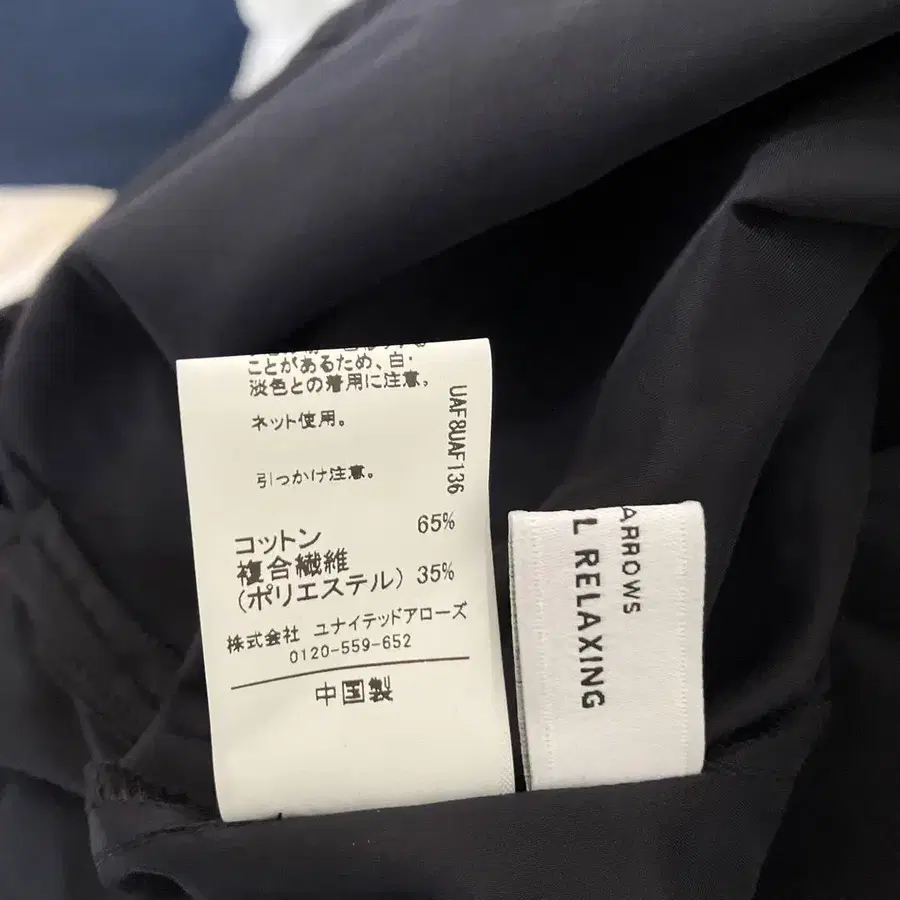 ことがあるため、白・
淡色との着用に注意。
ネット使用。
引っかけ注意。
UAF8UAF136
コットン 65%
複合繊維
(ポリエステル) 35%
株式会社 ユナイテッドアローズ
0120-559-652
中国製
ARROWS
L RELAXING